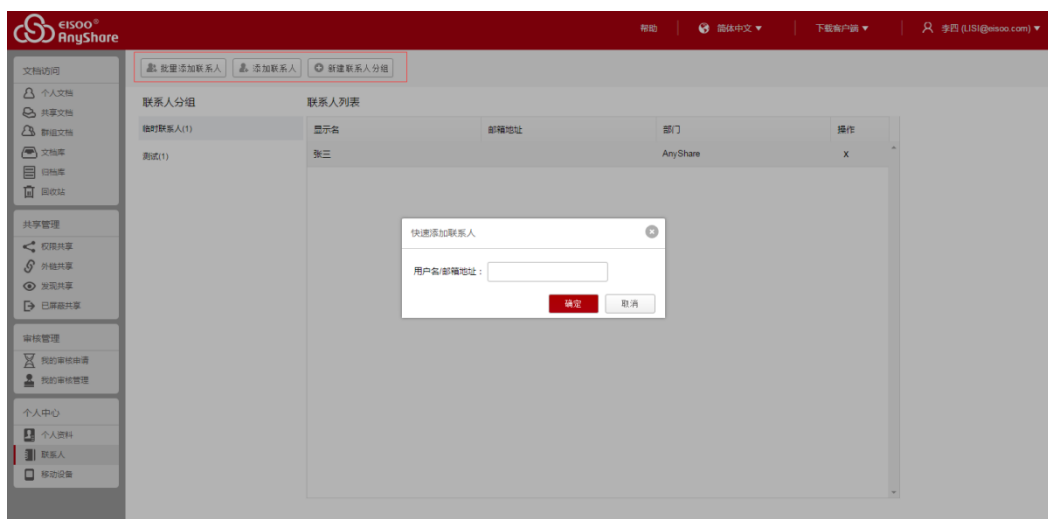 EISOO®
AnyShare
帮助
简体中文 ▼
下载客户端 ▼
李四 (LISI@eisoo.com) ▼
文档访问
个人文档
共享文档
群组文档
文档库
归档库
回收站
共享管理
权限共享
外链共享
发现共享
已屏蔽共享
审核管理
我的审核申请
我的审核管理
个人中心
个人资料
联系人
移动设备
批量添加联系人
添加联系人
新建联系人分组
联系人分组
联系人列表
临时联系人(1)
测试(1)
显示名
邮箱地址
部门
操作
张三
AnyShare
X
快速添加联系人
用户名/邮箱地址：
确定
取消